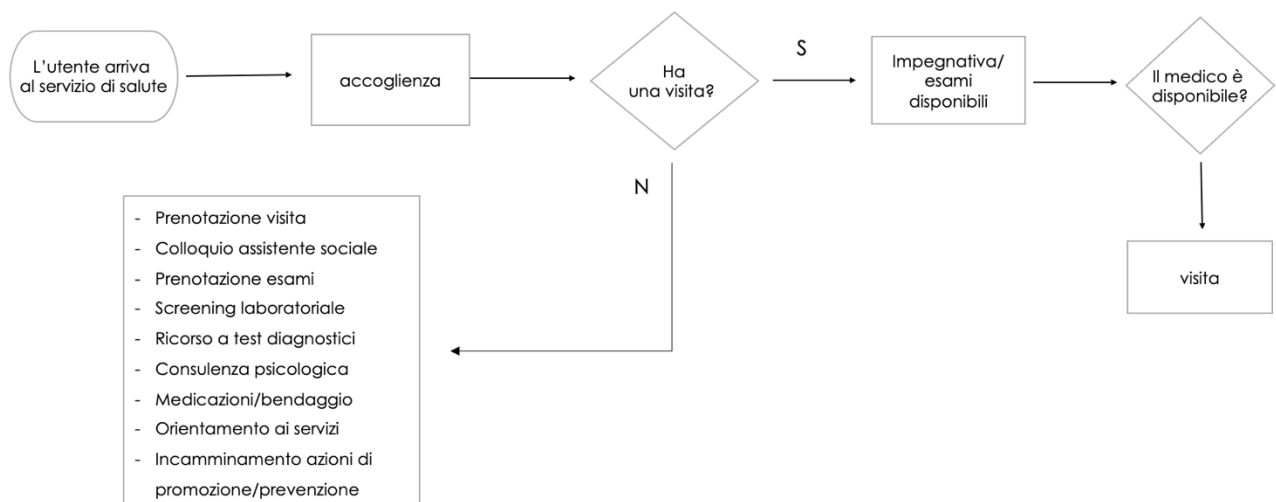 L'utente arriva
al servizio di salute
accoglienza
Ha
una visita?
S
Impegnativa/
esami
disponibili
Il medico è
disponibile?
N
- Prenotazione visita
- Colloquio assistente sociale
- Prenotazione esami
- Screening laboratoriale
- Ricorso a test diagnostici
- Consulenza psicologica
- Medicazioni/bendaggio
- Orientamento ai servizi
- Incamminamento azioni di
promozione/prevenzione
visita